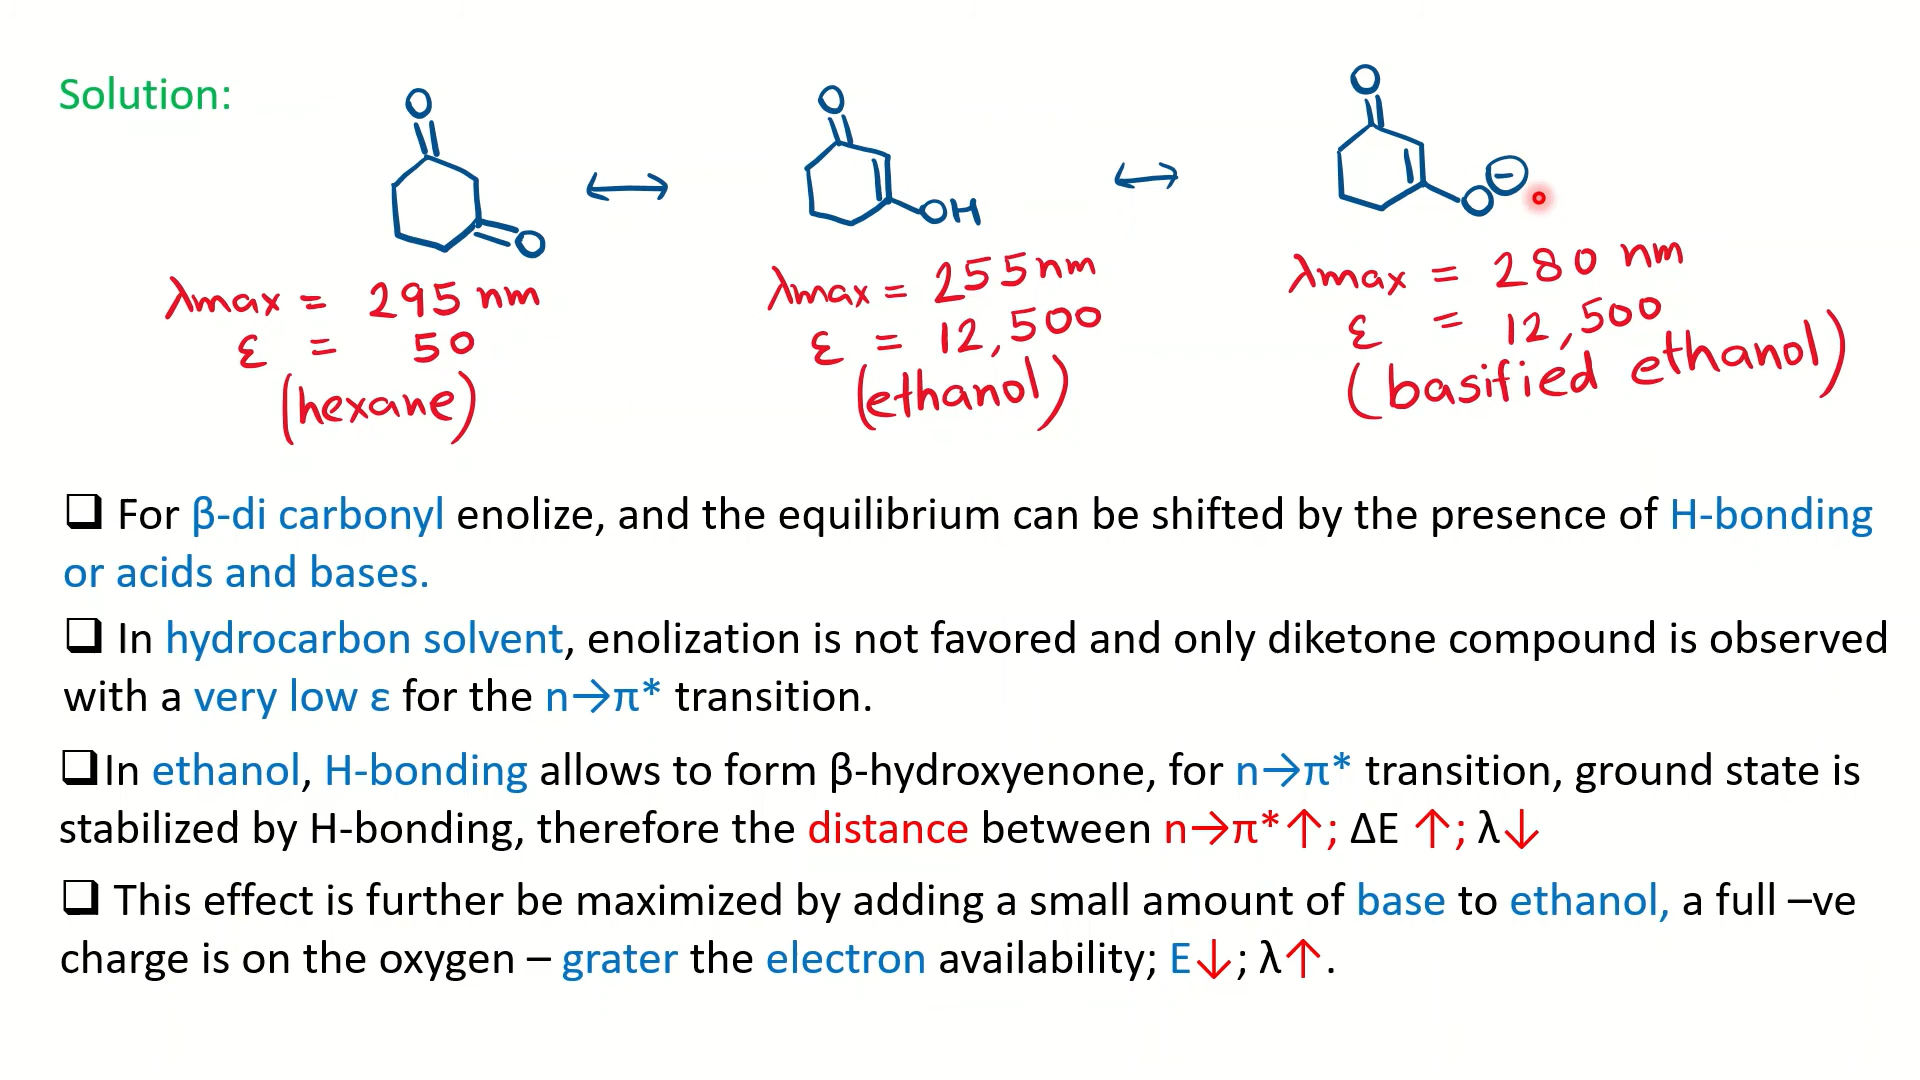 Solution:
O
O
λmax = 295 nm
ε = 50
(hexane)
O
OH
λmax = 255 nm
ε = 12,500
(ethanol)
O
O⊖
λmax = 280 nm
ε = 12,500
(basified ethanol)
❑ For β-di carbonyl enolize, and the equilibrium can be shifted by the presence of H-bonding
or acids and bases.
❑ In hydrocarbon solvent, enolization is not favored and only diketone compound is observed
with a very low ε for the n→π* transition.
❑In ethanol, H-bonding allows to form β-hydroxyenone, for n→π* transition, ground state is
stabilized by H-bonding, therefore the distance between n→π*↑; ΔE ↑; λ↓
❑ This effect is further be maximized by adding a small amount of base to ethanol, a full –ve
charge is on the oxygen – grater the electron availability; E↓; λ↑.